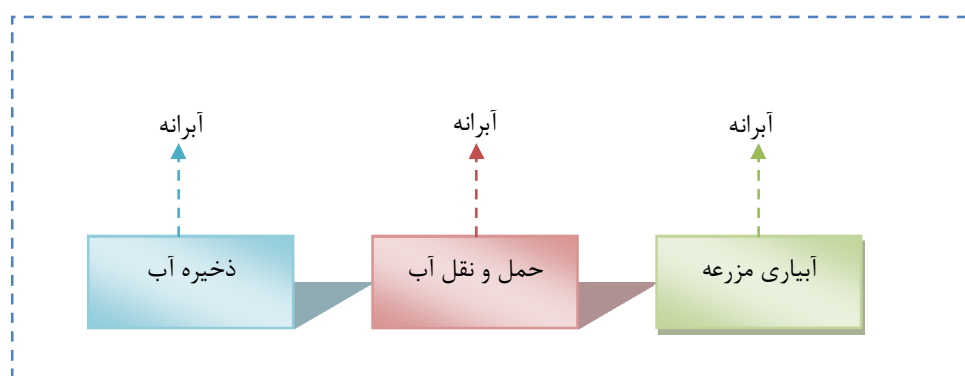 آبرانه
آبرانه
آبرانه
آبیاری مزرعه
حمل و نقل آب
ذخیره آب